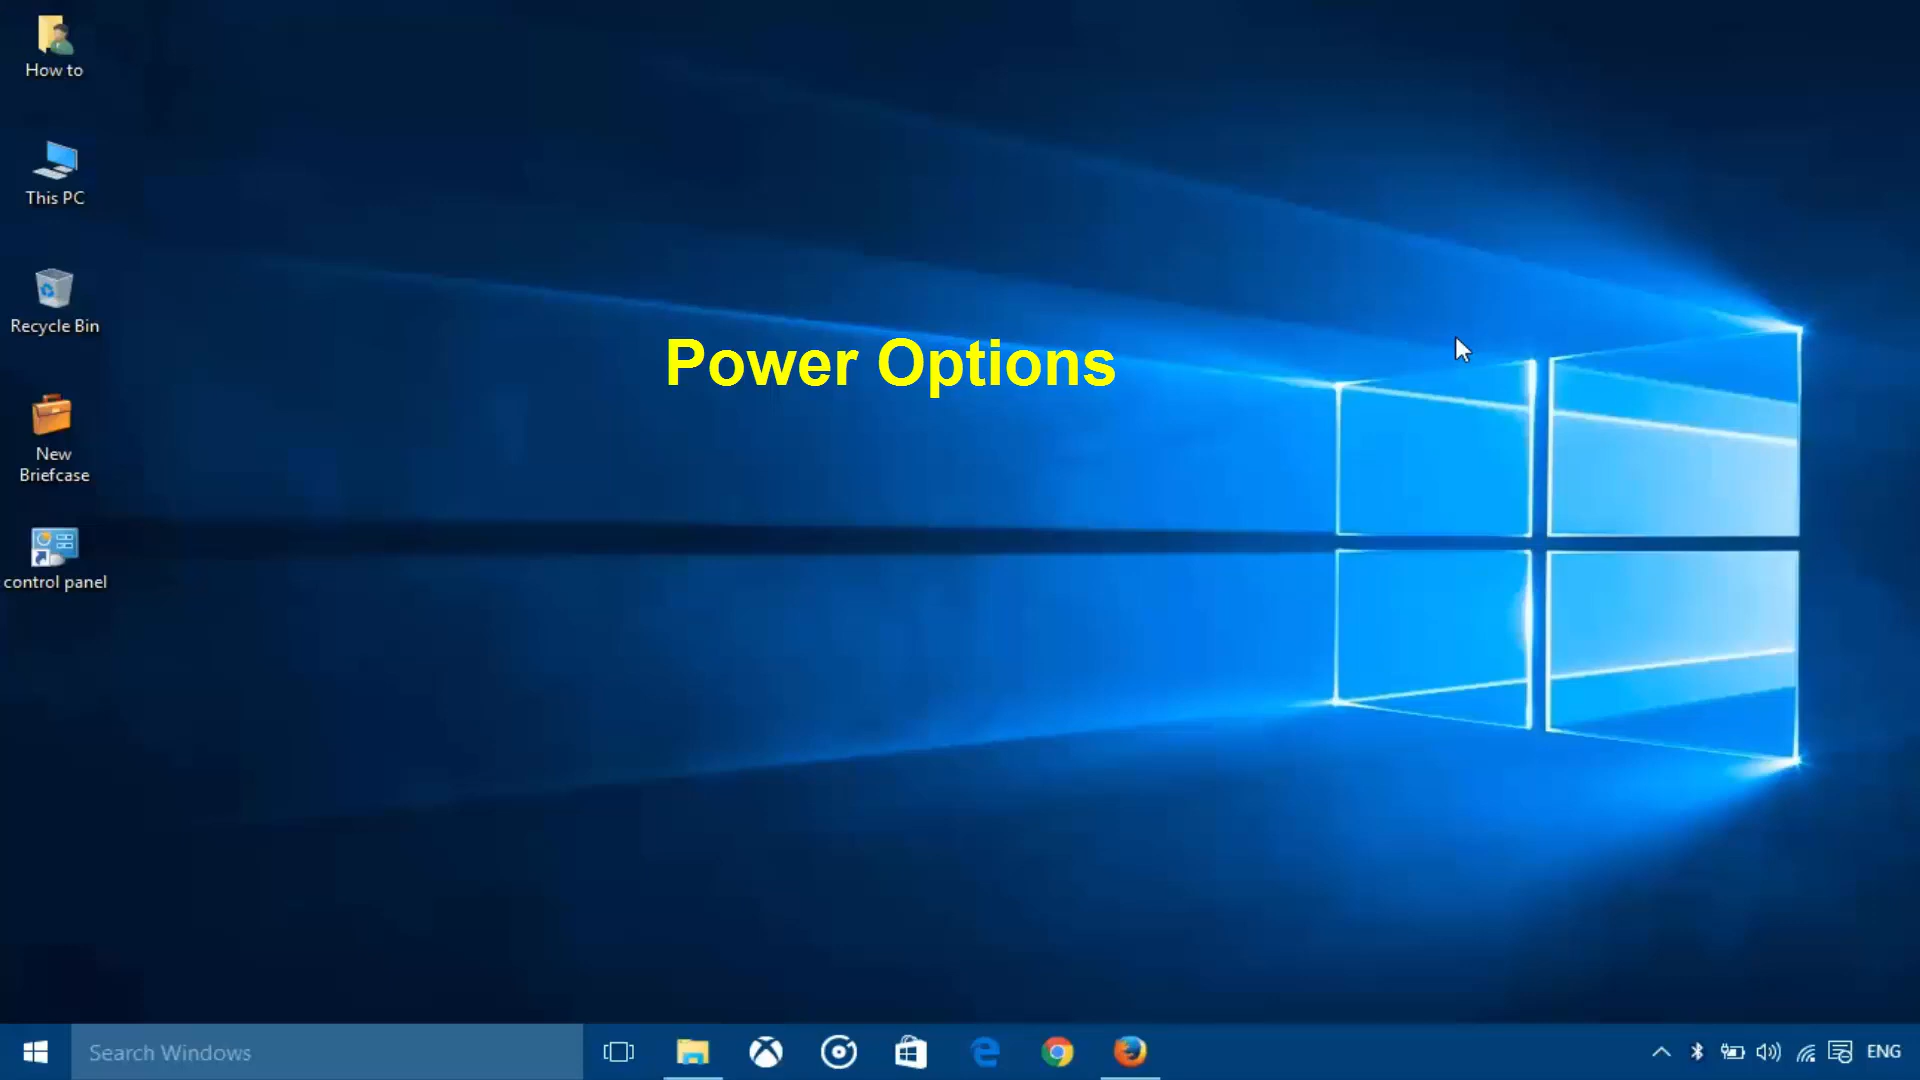 How to
This PC
Recycle Bin
New
Briefcase
control panel
Power Options
Search Windows
ENG